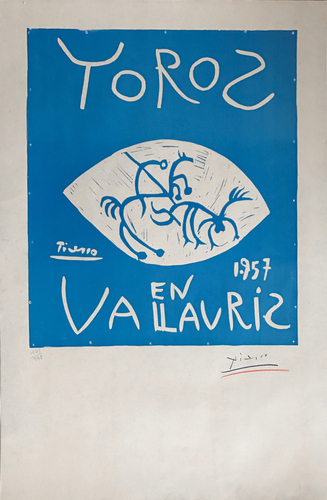 TOROS
Picasso
1957
EN
VALLAURIS
Picasso